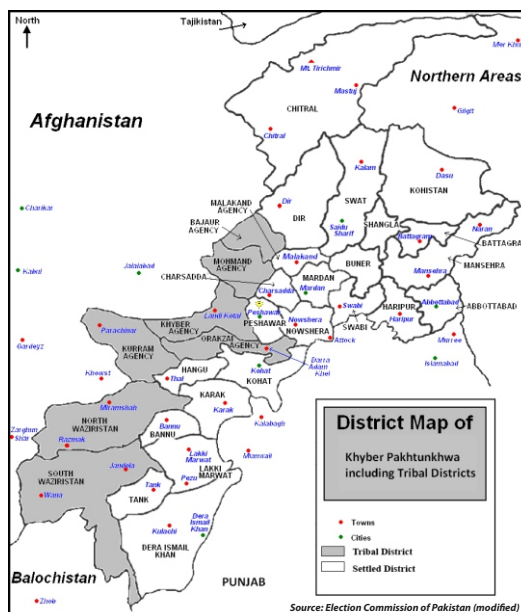 North
Tajikistan
Mt. Tirichmir
Mastuj
Northern Areas
CHITRAL
Gilgit
Afghanistan
Chitral
Kalam
Dasu
KOHISTAN
Charikar
Dir
DIR
SWAT
MALAKAND
AGENCY
BAJAUR
AGENCY
Saidu
Sharif
SHANGLA
Naran
Battagram
BATTAGRA
MOHMAND
AGENCY
Malakand
BUNER
MANSEHRA
Kabul
Jalalabad
CHARSADDA
MARDAN
Mardan
Mansehra
Charsadda
Landi Kotal
Peshawar
PESHAWAR
Nowshera
NOWSHERA
Swabi
SWABI
HARIPUR
Haripur
Abbottabad
ABBOTTABAD
Parachinar
KHYBER
AGENCY
ORAKZAI
AGENCY
Attock
Murree
Gardeyz
KURRAM
AGENCY
HANGU
Kohat
KOHAT
Darra
Adam
Khel
Islamabad
Khowst
Thal
KARAK
Karak
Miramshah
NORTH
WAZIRISTAN
Bannu
BANNU
Kalabagh
Zarghun
Shar
Razmak
Lakki
Marwat
Mianwali
SOUTH
WAZIRISTAN
Jandola
Pezu
LAKKI
MARWAT
Wana
Tank
TANK
Dera
Ismail
Khan
Kulachi
DERA ISMAIL
KHAN
Balochistan
PUNJAB
Zhob
District Map of
Khyber Pakhtunkhwa
including Tribal Districts
Towns
Cities
Tribal District
Settled District
Source: Election Commission of Pakistan (modified)